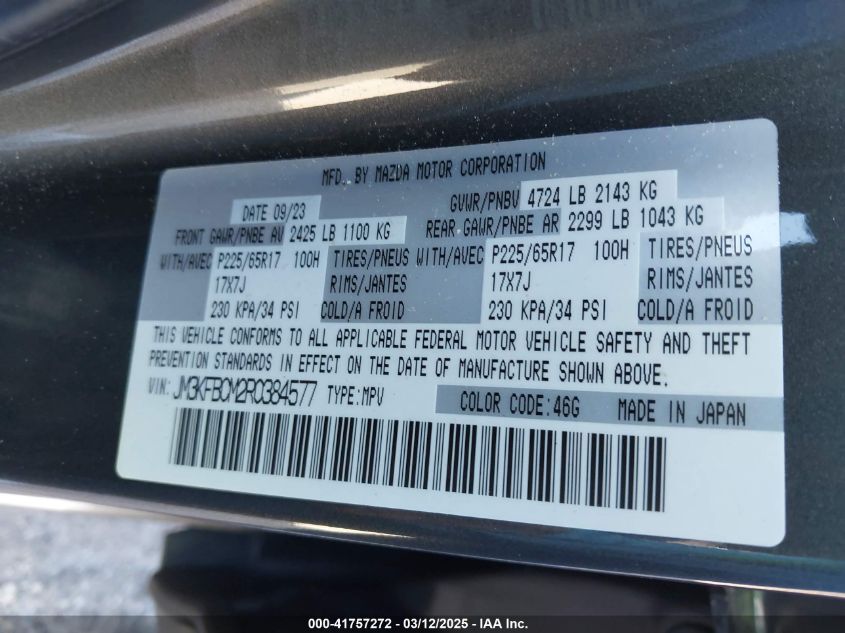 MFD. BY MAZDA MOTOR CORPORATION
DATE 09/23 GVWR/PNBV 4724 LB 2143 KG
FRONT GAWR/PNBE AV 2425 LB 1100 KG REAR GAWR/PNBE AR 2299 LB 1043 KG
WITH/AVEC P225/65R17 100H TIRES/PNEUS WITH/AVEC P225/65R17 100H TIRES/PNEUS
17X7J RIMS/JANTES 17X7J RIMS/JANTES
230 KPA/34 PSI COLD/A FROID 230 KPA/34 PSI COLD/A FROID
THIS VEHICLE CONFORMS TO ALL APPLICABLE FEDERAL MOTOR VEHICLE SAFETY AND THEFT
PREVENTION STANDARDS IN EFFECT ON THE DATE OF MANUFACTURE SHOWN ABOVE.
VIN: JM3KFBCM2R0384577 TYPE:MPV COLOR CODE:46G MADE IN JAPAN
000-41757272 - 03/12/2025 - IAA Inc.